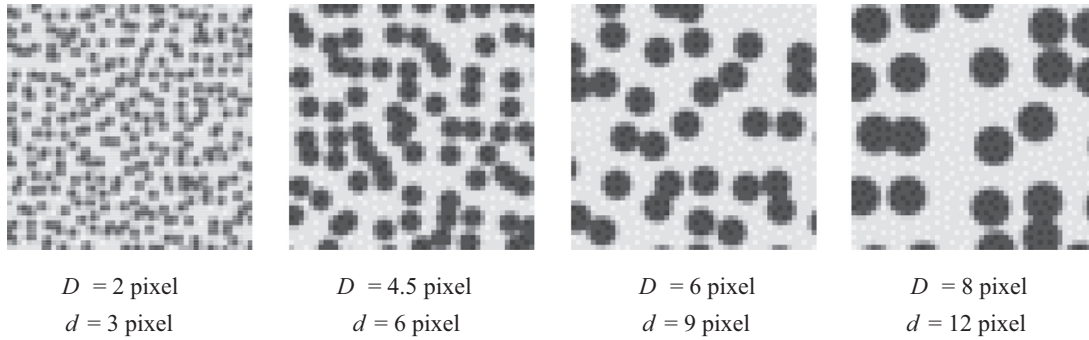 D = 2 pixel
d = 3 pixel
D = 4.5 pixel
d = 6 pixel
D = 6 pixel
d = 9 pixel
D = 8 pixel
d = 12 pixel